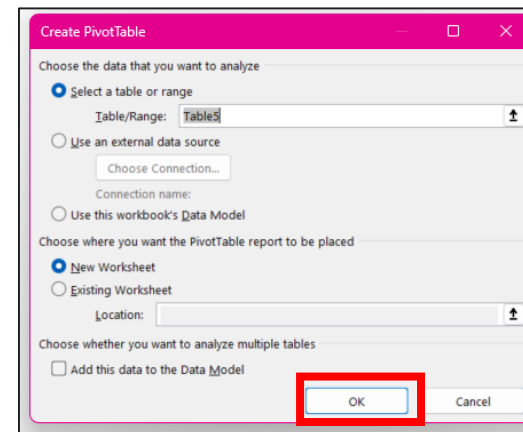 Create PivotTable
Choose the data that you want to analyze
Select a table or range
Table/Range: Table5
Use an external data source
Choose Connection...
Connection name:
Use this workbook's Data Model
Choose where you want the PivotTable report to be placed
New Worksheet
Existing Worksheet
Location:
Choose whether you want to analyze multiple tables
Add this data to the Data Model
OK Cancel